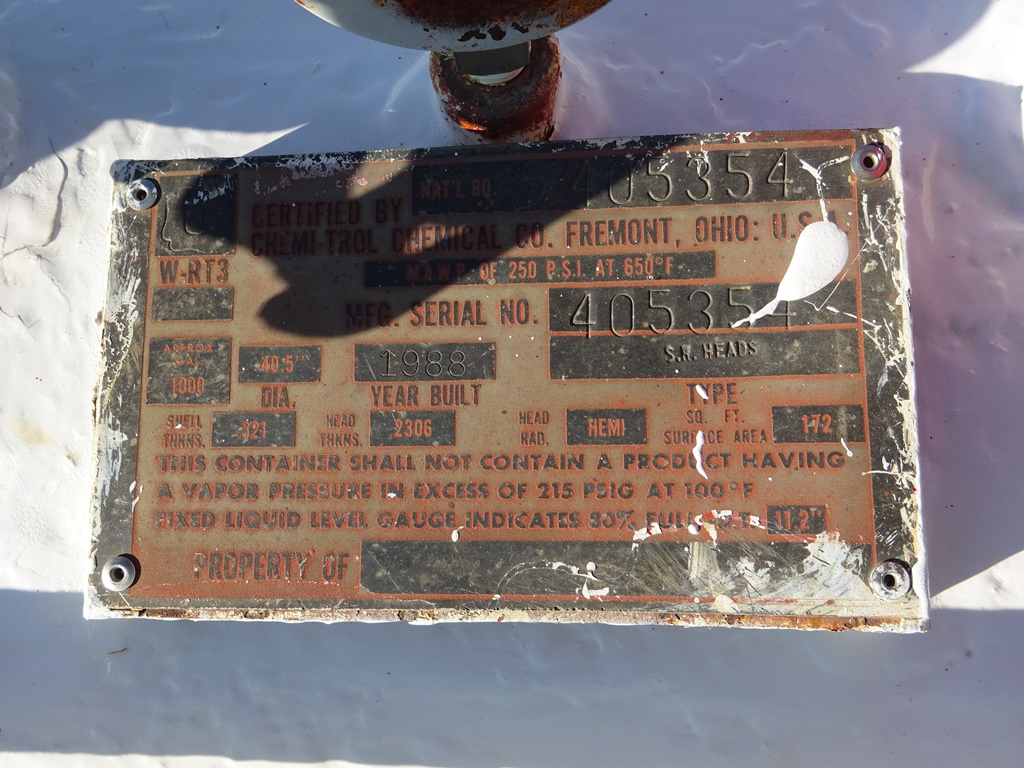 NAT'L BD. 405354
CERTIFIED BY
CHEMI-TROL CHEMICAL CO. FREMONT, OHIO: U.S.A.
W-RT3
M.A.W.P. OF 250 P.S.I. AT 650°F
MFG. SERIAL NO. 405354
S.R. HEADS
APPROX
GAL.
1000
40.5"
1988
DIA.
YEAR BUILT
TYPE
SHELL THKNS. .321
HEAD THKNS. .2306
HEAD RAD. HEMI
SQ. FT. SURFACE AREA 172
THIS CONTAINER SHALL NOT CONTAIN A PRODUCT HAVING
A VAPOR PRESSURE IN EXCESS OF 215 PSIG AT 100°F
FIXED LIQUID LEVEL GAUGE INDICATES 80% FULL D.T. 11.2"
PROPERTY OF